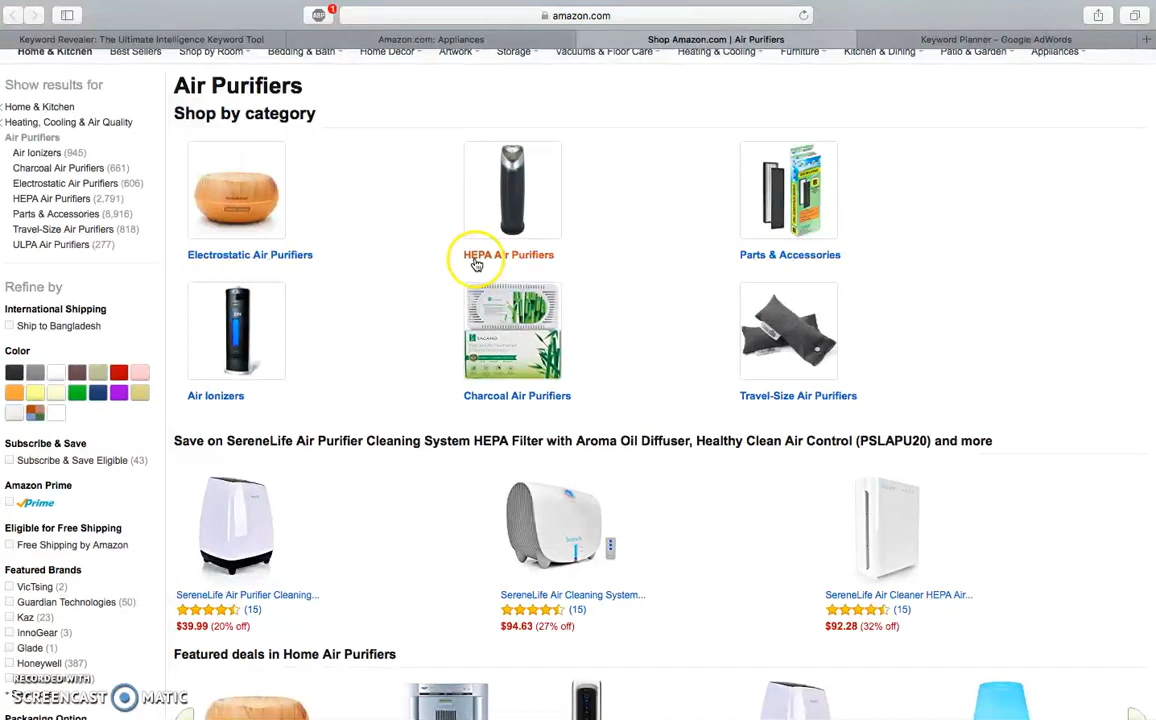 1
ABP
amazon.com
Keyword Revealer: The Ultimate Intelligence Keyword Tool
Amazon.com: Appliances
Shop Amazon.com | Air Purifiers
Keyword Planner – Google AdWords
Home & Kitchen Best Sellers Shop by Room Bedding & Bath Home Décor Artwork Storage Vacuums & Floor Care Heating & Cooling Furniture Kitchen & Dining Patio & Garden Appliances
Show results for
Home & Kitchen
Heating, Cooling & Air Quality
Air Purifiers
Air Ionizers (945)
Charcoal Air Purifiers (661)
Electrostatic Air Purifiers (606)
HEPA Air Purifiers (2,791)
Parts & Accessories (8,916)
Travel-Size Air Purifiers (818)
ULPA Air Purifiers (277)
Refine by
International Shipping
Ship to Bangladesh
Color
Subscribe & Save
Subscribe & Save Eligible (43)
Amazon Prime
Prime
Eligible for Free Shipping
Free Shipping by Amazon
Featured Brands
VicTsing (2)
Guardian Technologies (50)
Kaz (23)
InnoGear (3)
Glade (1)
Honeywell (387)
RECORDED WITH
SCREENCAST MATIC
Packaging Option
Air Purifiers
Shop by category
Electrostatic Air Purifiers
HEPA Air Purifiers
Parts & Accessories
Air Ionizers
Charcoal Air Purifiers
Travel-Size Air Purifiers
Save on SereneLife Air Purifier Cleaning System HEPA Filter with Aroma Oil Diffuser, Healthy Clean Air Control (PSLAPU20) and more
SereneLife Air Purifier Cleaning...
(15)
$39.99 (20% off)
SereneLife Air Cleaning System...
(15)
$94.63 (27% off)
SereneLife Air Cleaner HEPA Air...
(15)
$92.28 (32% off)
Featured deals in Home Air Purifiers